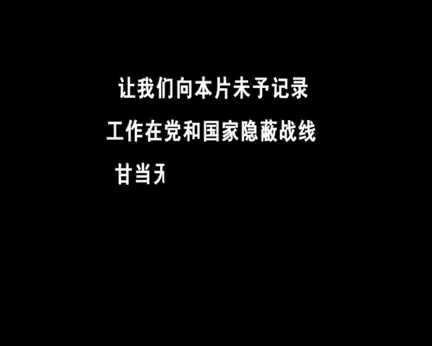 让我们向本片未予记录
工作在党和国家隐蔽战线
甘当